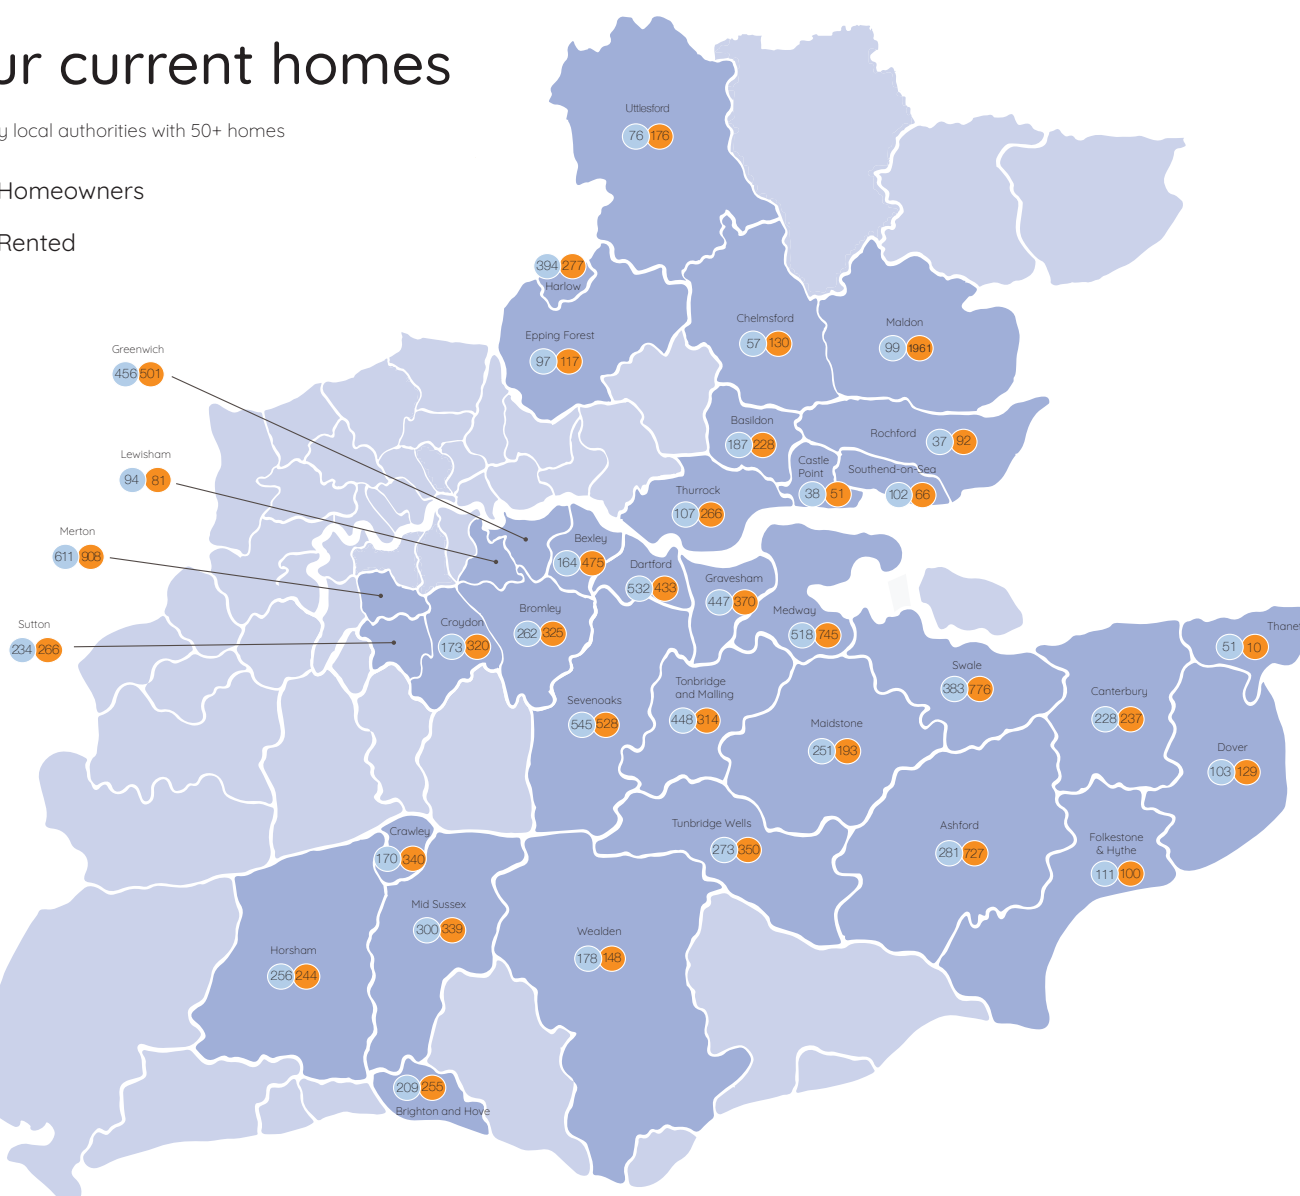 ur current homes
y local authorities with 50+ homes
Homeowners
Rented
Uttlesford
76 176
394 277
Harlow
Epping Forest
97 117
Chelmsford
57 130
Maldon
99 1961
Greenwich
456 501
Lewisham
94 81
Merton
611 908
Sutton
234 266
Basildon
187 228
Rochford 37 92
Castle
Point
38 51
Southend-on-Sea
102 66
Thurrock
107 266
Bexley
164 475
Dartford
532 433
Gravesham
447 370
Medway
518 745
Bromley
262 325
Croydon
173 320
Thanet
51 10
Swale
383 776
Canterbury
228 237
Sevenoaks
545 528
Tonbridge
and Malling
448 314
Maidstone
251 193
Dover
103 129
Tunbridge Wells
273 350
Ashford
281 727
Folkestone
& Hythe
111 100
Crawley
170 340
Mid Sussex
300 339
Horsham
256 244
Wealden
178 148
209 255
Brighton and Hove